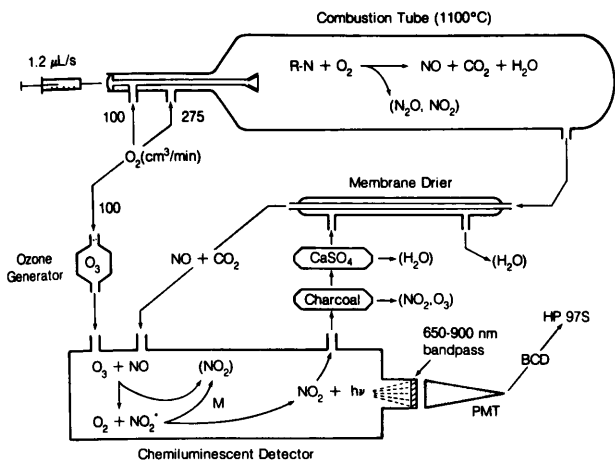 Combustion Tube (1100°C)
1.2 µL/s
R-N + O₂ → NO + CO₂ + H₂O
(N₂O, NO₂)
100
275
O₂(cm³/min)
100
Membrane Drier
Ozone
Generator
O₃
NO + CO₂
CaSO₄
(H₂O)
(H₂O)
Charcoal
(NO₂,O₃)
HP 97S
650-900 nm
bandpass
BCD
O₃ + NO
(NO₂)
NO₂ + hν
M
O₂ + NO₂*
PMT
Chemiluminescent Detector